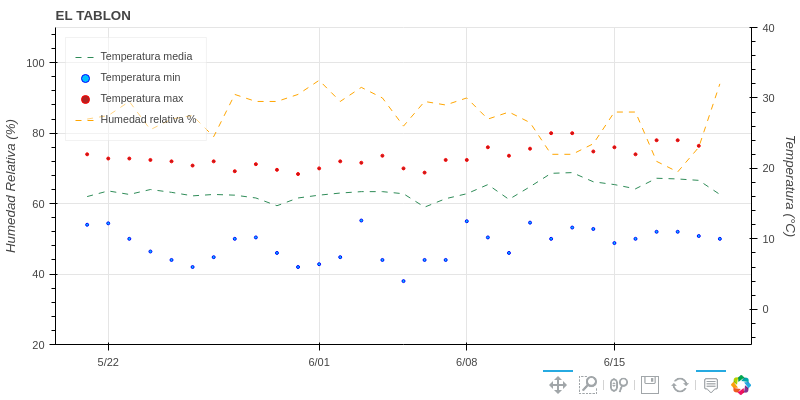 EL TABLON
Temperatura media
Temperatura min
Temperatura max
Humedad relativa %
Humedad Relativa (%)
100
80
60
40
20
Temperatura (°C)
40
30
20
10
0
5/22
6/01
6/08
6/15